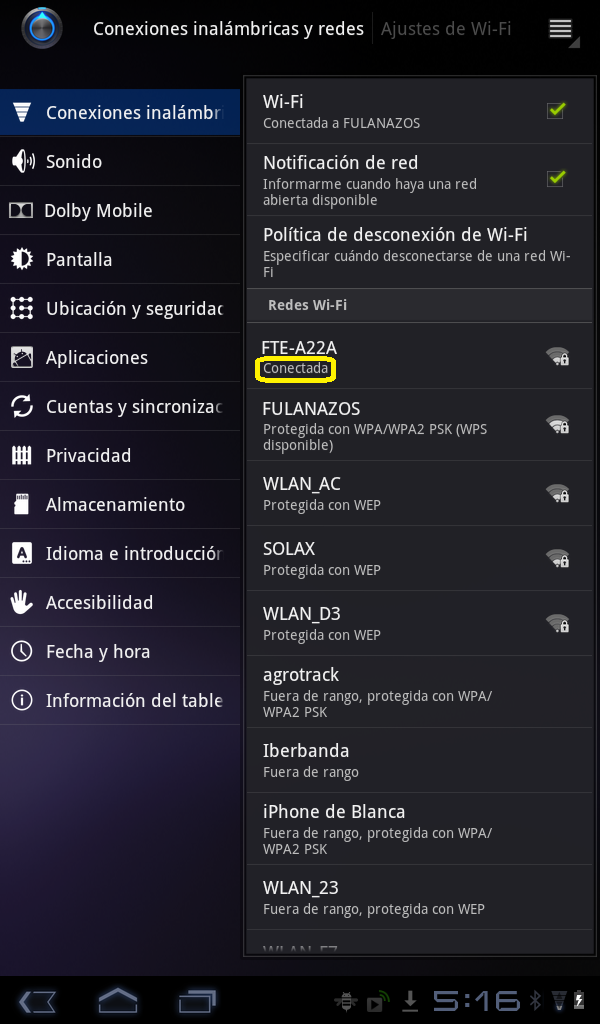 Conexiones inalámbricas y redes
Ajustes de Wi-Fi
Conexiones inalámbr
Sonido
Dolby Mobile
Pantalla
Ubicación y segurida
Aplicaciones
Cuentas y sincroniza
Privacidad
Almacenamiento
Idioma e introducció
Accesibilidad
Fecha y hora
Información del table
Wi-Fi
Conectada a FULANAZOS
Notificación de red
Informarme cuando haya una red
abierta disponible
Política de desconexión de Wi-Fi
Especificar cuándo desconectarse de una red Wi-
Fi
Redes Wi-Fi
FTE-A22A
Conectada
FULANAZOS
Protegida con WPA/WPA2 PSK (WPS
disponible)
WLAN_AC
Protegida con WEP
SOLAX
Protegida con WEP
WLAN_D3
Protegida con WEP
agrotrack
Fuera de rango, protegida con WPA/
WPA2 PSK
Iberbanda
Fuera de rango
iPhone de Blanca
Fuera de rango, protegida con WPA/
WPA2 PSK
WLAN_23
Fuera de rango, protegida con WEP
5:16